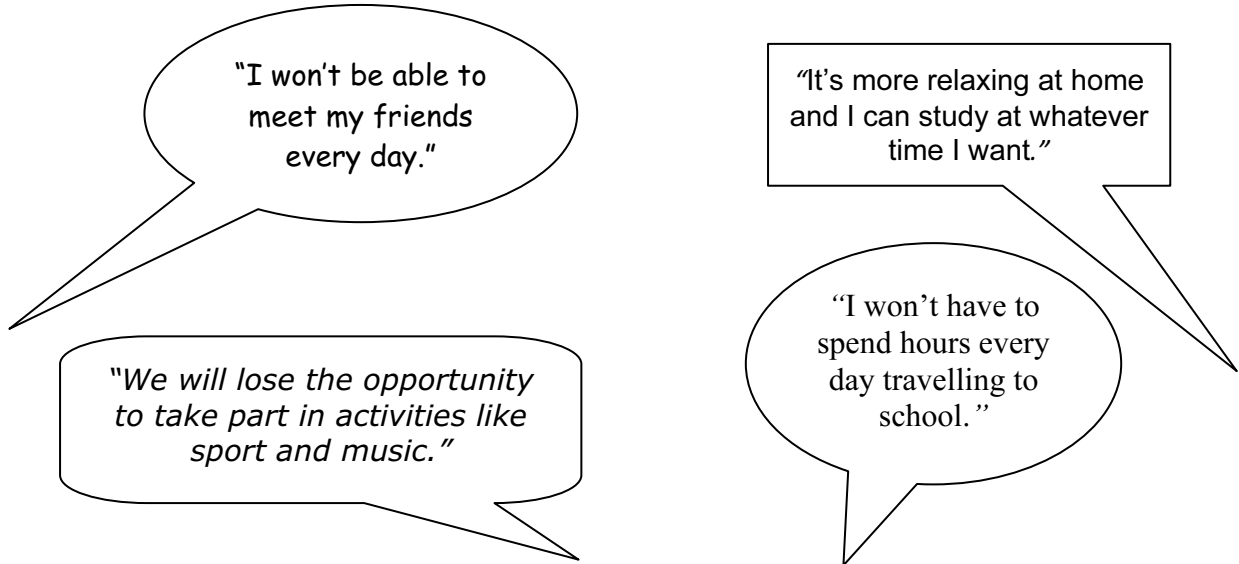 "I won't be able to
meet my friends
every day."
"It's more relaxing at home
and I can study at whatever
time I want."
"We will lose the opportunity
to take part in activities like
sport and music."
"I won't have to
spend hours every
day travelling to
school."